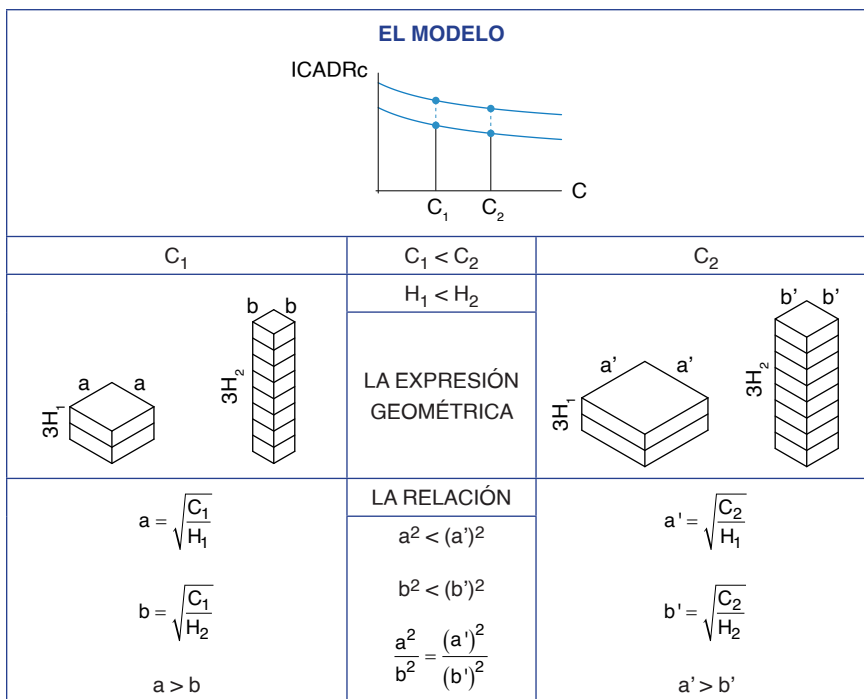 EL MODELO
ICADRc
C
C₁ C₂
C₁ C₁ < C₂ C₂
H₁ < H₂
b b
a a
3H₁
3H₂
LA EXPRESIÓN
GEOMÉTRICA
b' b'
a' a'
3H₁
3H₂
LA RELACIÓN
a = √(C₁/H₁)
b = √(C₁/H₂)
a > b
a² < (a’)²
b² < (b’)²
a²/b² = (a')²/(b')²
a' = √(C₂/H₁)
b' = √(C₂/H₂)
a’ > b’